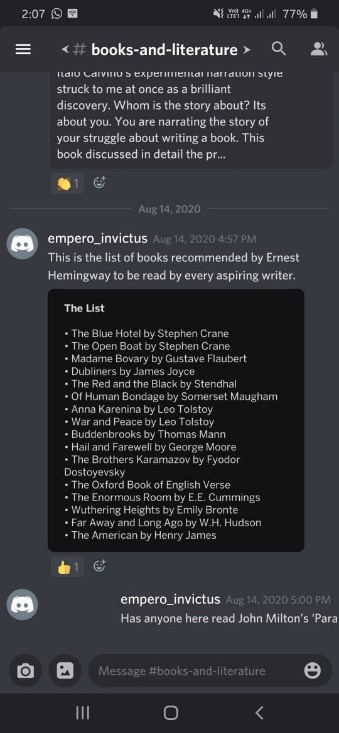 2:07
Vo)) 4G+
LTE1
77%
# books-and-literature
Italo Calvino's experimental narration style
struck to me at once as a brilliant
discovery. Whom is the story about? Its
about you. You are narrating the story of
your struggle about writing a book. This
book discussed in detail the pr...
1
Aug 14, 2020
empero_invictus Aug 14, 2020 4:57 PM
This is the list of books recommended by Ernest
Hemingway to be read by every aspiring writer.
The List
• The Blue Hotel by Stephen Crane
• The Open Boat by Stephen Crane
• Madame Bovary by Gustave Flaubert
• Dubliners by James Joyce
• The Red and the Black by Stendhal
• Of Human Bondage by Somerset Maugham
• Anna Karenina by Leo Tolstoy
• War and Peace by Leo Tolstoy
• Buddenbrooks by Thomas Mann
• Hail and Farewell by George Moore
• The Brothers Karamazov by Fyodor
Dostoyevsky
• The Oxford Book of English Verse
• The Enormous Room by E.E. Cummings
• Wuthering Heights by Emily Bronte
• Far Away and Long Ago by W.H. Hudson
• The American by Henry James
1
empero_invictus Aug 14, 2020 5:00 PM
Has anyone here read John Milton's 'Para
Message #books-and-literature